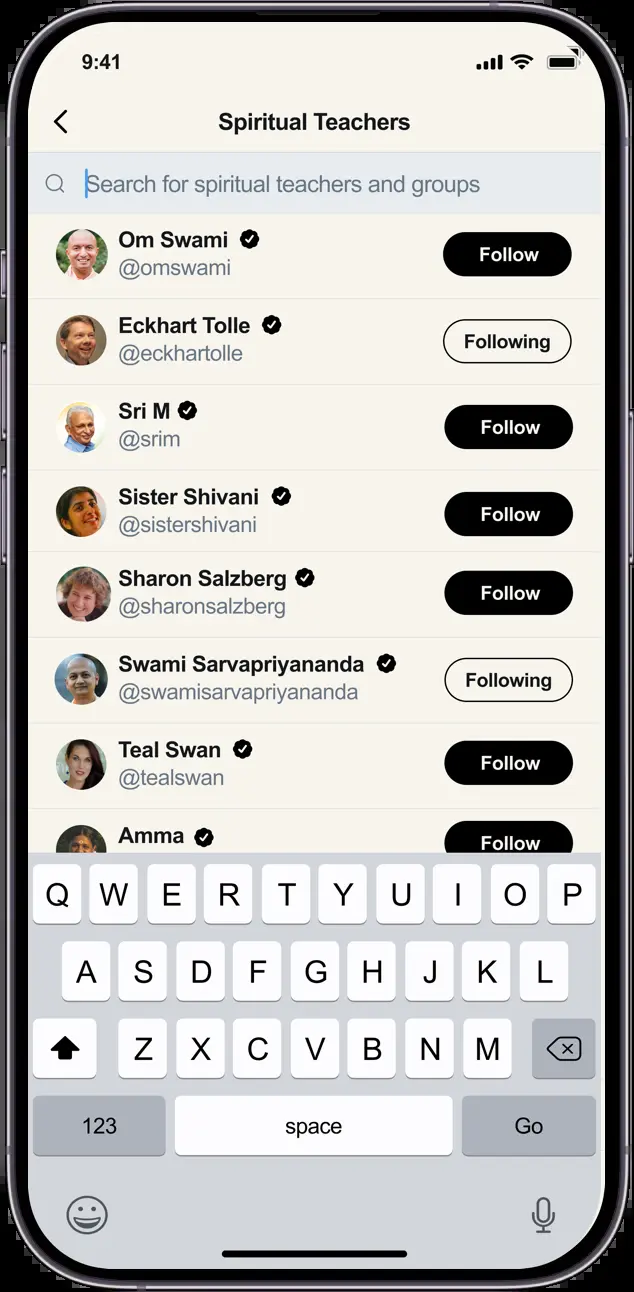 9:41
Spiritual Teachers
Search for spiritual teachers and groups
Om Swami
@omswami
Follow
Eckhart Tolle
@eckhartolle
Following
Sri M
@srim
Follow
Sister Shivani
@sistershivani
Follow
Sharon Salzberg
@sharonsalzberg
Follow
Swami Sarvapriyananda
@swamisarvapriyananda
Following
Teal Swan
@tealswan
Follow
Amma
Follow
Q W E R T Y U I O P
A S D F G H J K L
Z X C V B N M
123 space Go